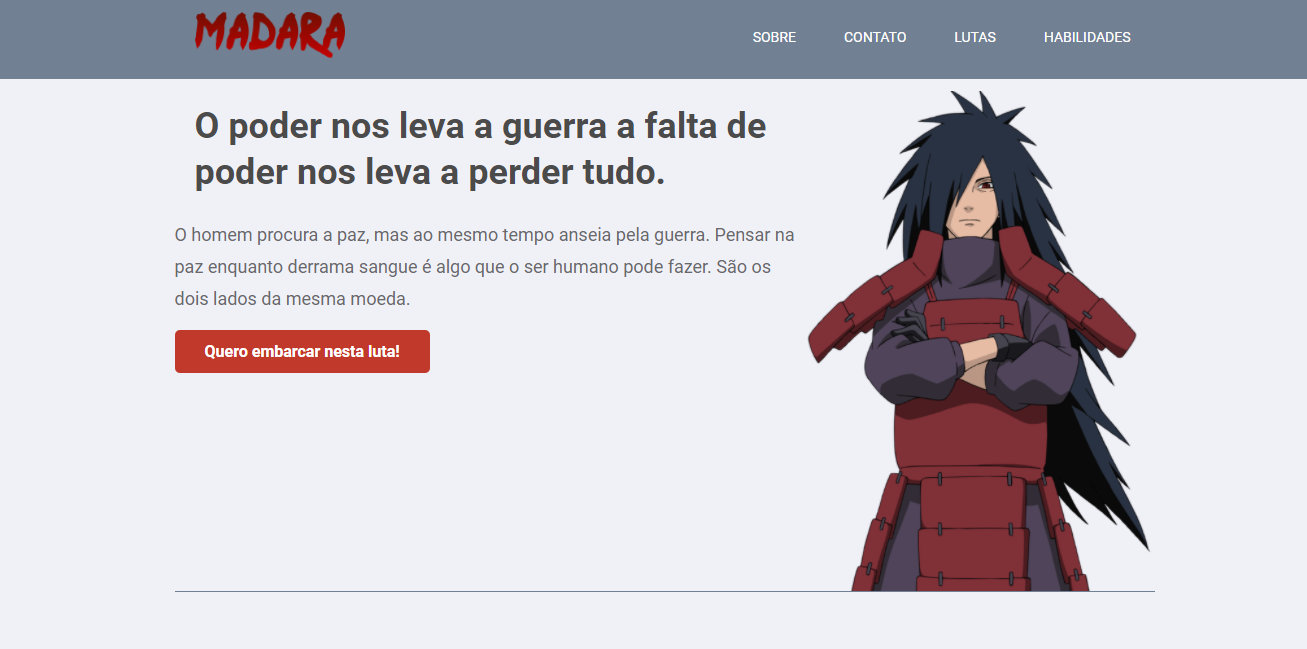 MADARA
SOBRE CONTATO LUTAS HABILIDADES
O poder nos leva a guerra a falta de
poder nos leva a perder tudo.
O homem procura a paz, mas ao mesmo tempo anseia pela guerra. Pensar na
paz enquanto derrama sangue é algo que o ser humano pode fazer. São os
dois lados da mesma moeda.
Quero embarcar nesta luta!